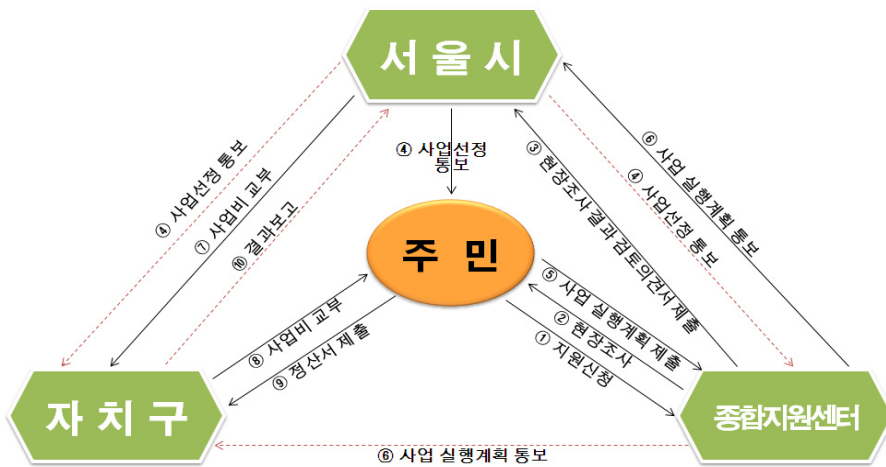 서 울 시
④ 사업선정 통보
⑦ 사업비 교부
⑩ 결과보고
④ 사업선정
통보
③ 현장조사 결과 검토의견서 제출
④ 사업선정 통보
⑥ 사업 실행계획 통보
주 민
⑧ 사업비 교부
⑨ 정산서 제출
⑤ 사업 실행계획 제출
② 현장조사
① 지원신청
자 치 구
종합지원센터
⑥ 사업 실행계획 통보